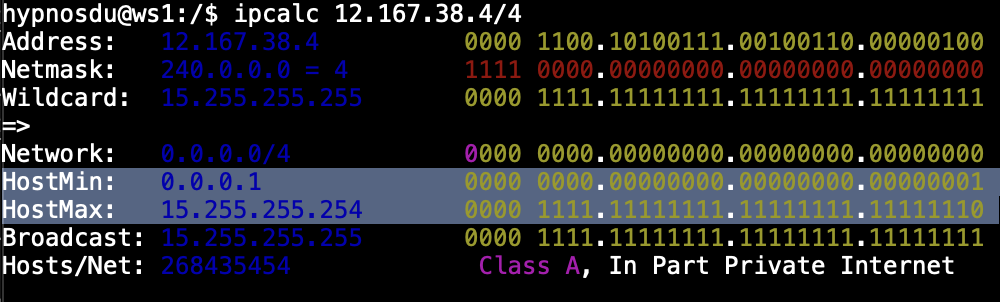 hypnosdu@ws1:/$ ipcalc 12.167.38.4/4
Address:   12.167.38.4          0000 1100.10100111.00100110.00000100
Netmask:   240.0.0.0 = 4        1111 0000.00000000.00000000.00000000
Wildcard:  15.255.255.255       0000 1111.11111111.11111111.11111111
=>
Network:   0.0.0.0/4            0000 0000.00000000.00000000.00000000
HostMin:   0.0.0.1              0000 0000.00000000.00000000.00000001
HostMax:   15.255.255.254       0000 1111.11111111.11111111.11111110
Broadcast: 15.255.255.255       0000 1111.11111111.11111111.11111111
Hosts/Net: 268435454             Class A, In Part Private Internet